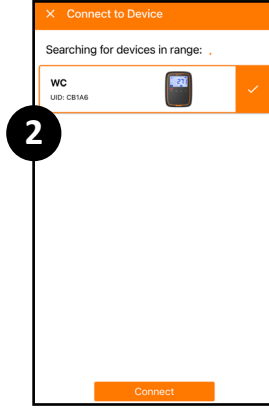 × Connect to Device
Searching for devices in range: .
WC
UID: CB1A6
2
Connect